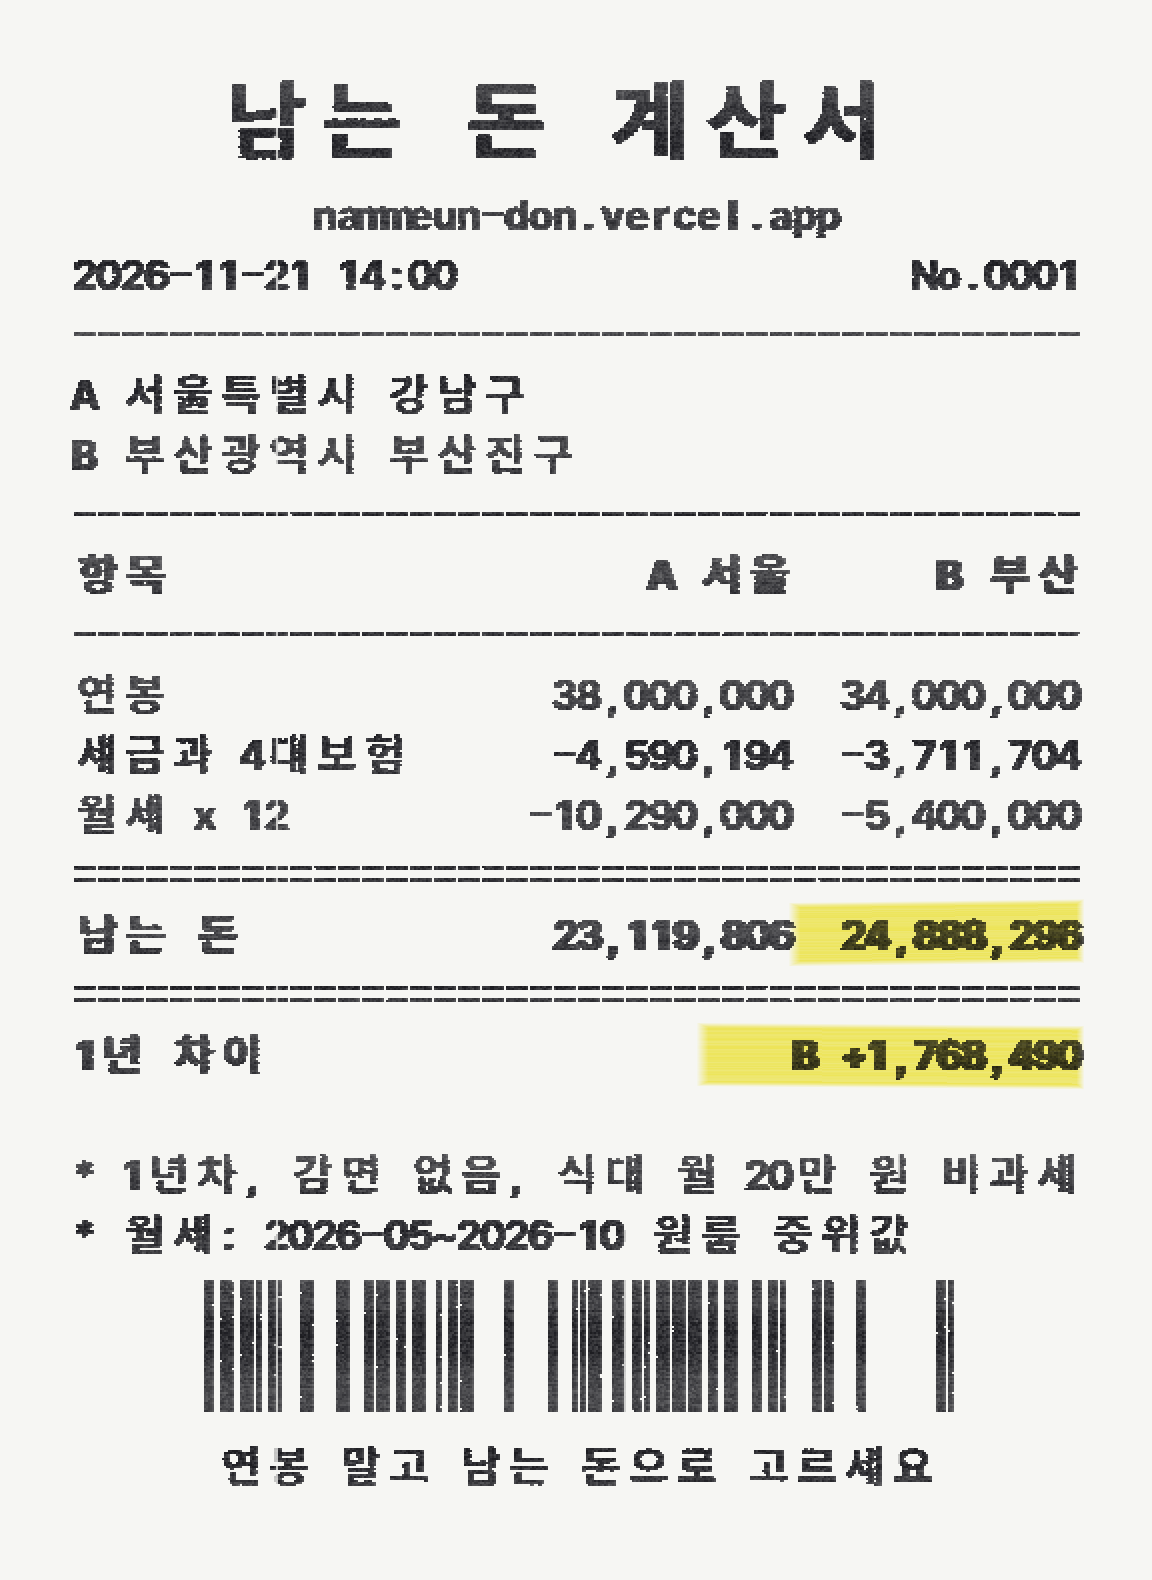 남는 돈 계산서
nameun-don.vercel.app
2026-11-21 14:00 No.0001
A 서울특별시 강남구
B 부산광역시 부산진구
항목 A 서울 B 부산
연봉 38,000,000 34,000,000
세금과 4대보험 -4,590,194 -3,711,704
월세 x 12 -10,290,000 -5,400,000
남는 돈 23,119,806 24,888,296
1년 차이 B +1,768,490
* 1년차, 감면 없음, 식대 월 20만 원 비과세
* 월세: 2026-05~2026-10 원룸 중위값
연봉 말고 남는 돈으로 고르세요